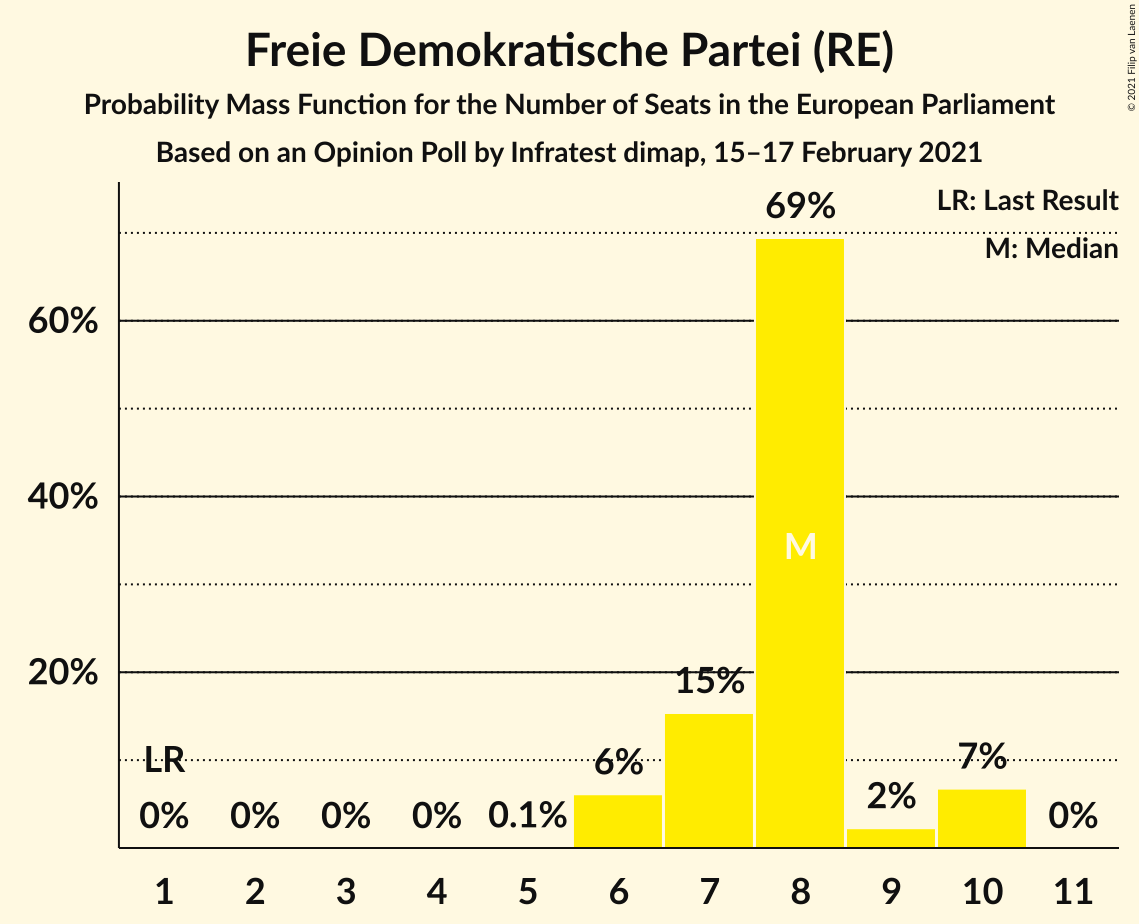 Freie Demokratische Partei (RE)
Probability Mass Function for the Number of Seats in the European Parliament
Based on an Opinion Poll by Infratest dimap, 15–17 February 2021
© 2021 Filip van Laenen
LR: Last Result
M: Median
69%
60%
40%
M
20%
15%
LR
6%
7%
2%
0%
0%
0%
0%
0.1%
0%
1 2 3 4 5 6 7 8 9 10 11